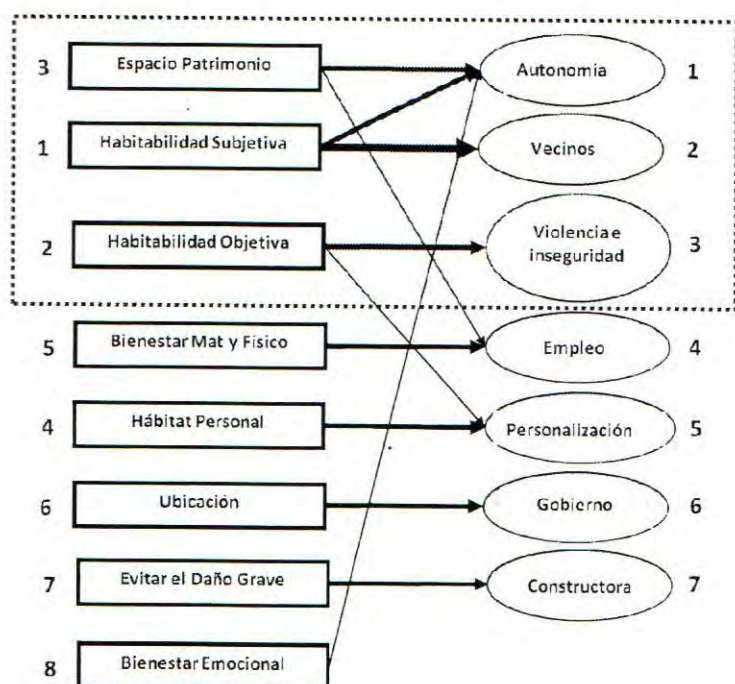 3 Espacio Patrimonio Autonomía 1
1 Habitabilidad Subjetiva Vecinos 2
2 Habitabilidad Objetiva Violencia e
inseguridad 3
5 Bienestar Mat y Físico Empleo 4
4 Hábitat Personal Personalización 5
6 Ubicación Gobierno 6
7 Evitar el Daño Grave Constructora 7
8 Bienestar Emocional